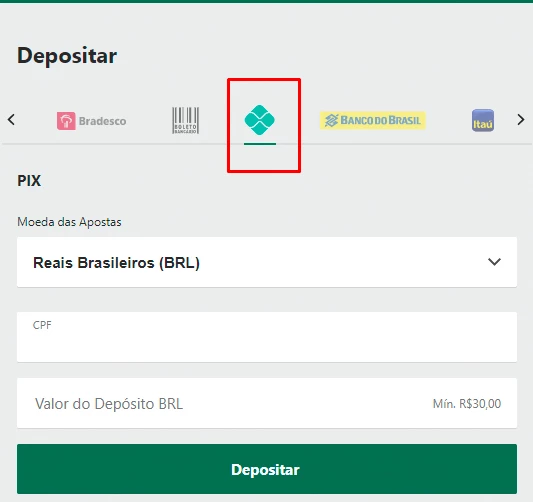 Depositar
Bradesco
BOLETO
BANCÁRIO
BANCO DO BRASIL
Itaú
PIX
Moeda das Apostas
Reais Brasileiros (BRL)
CPF
Valor do Depósito BRL
Mín. R$30,00
Depositar